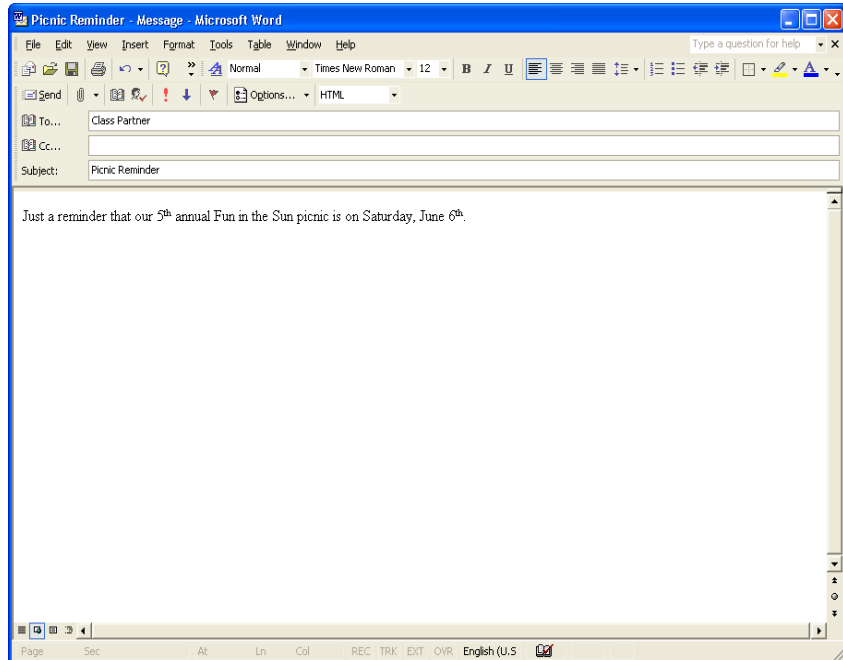 Picnic Reminder - Message - Microsoft Word
File Edit View Insert Format Tools Table Window Help Type a question for help
Normal Times New Roman 12 B I U A
Send Options... HTML
To... Class Partner
Cc...
Subject: Picnic Reminder
Just a reminder that our 5th annual Fun in the Sun picnic is on Saturday, June 6th.
Page Sec At Ln Col REC TRK EXT OVR English (U.S